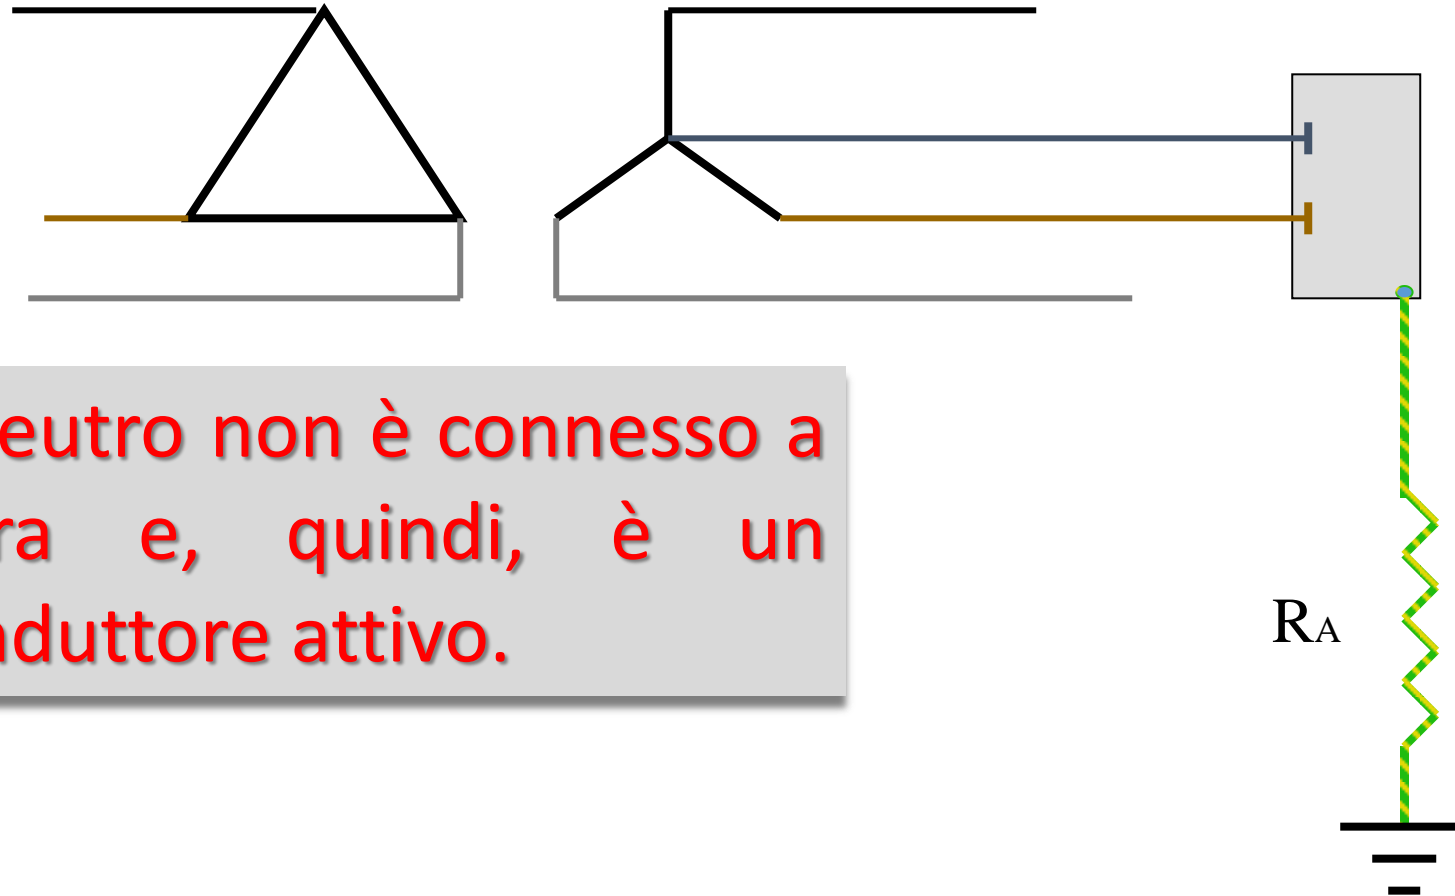 eutro non è connesso a
ra e, quindi, è un
duttore attivo.
RA